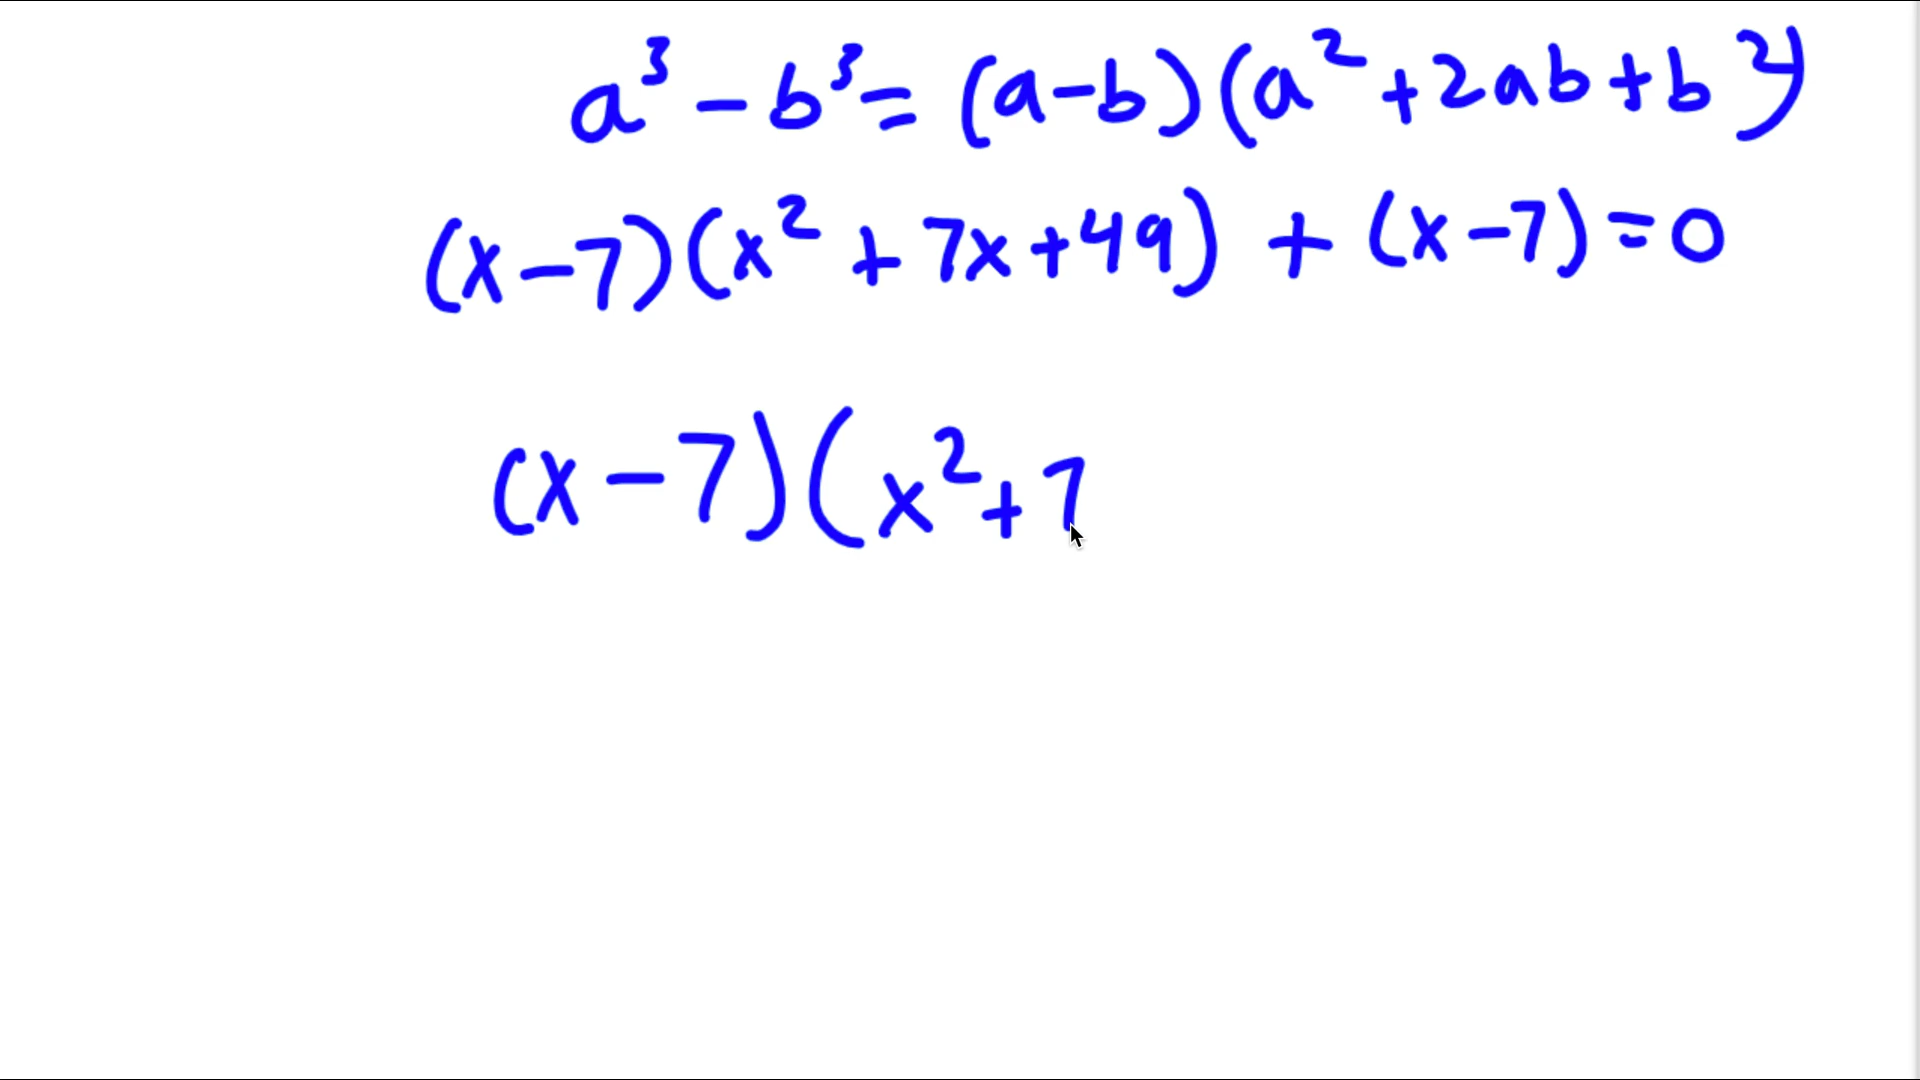 a³ - b³ = (a-b)(a² + 2ab + b²)
(x-7)(x² + 7x + 49) + (x-7) = 0
(x-7)(x² + 7